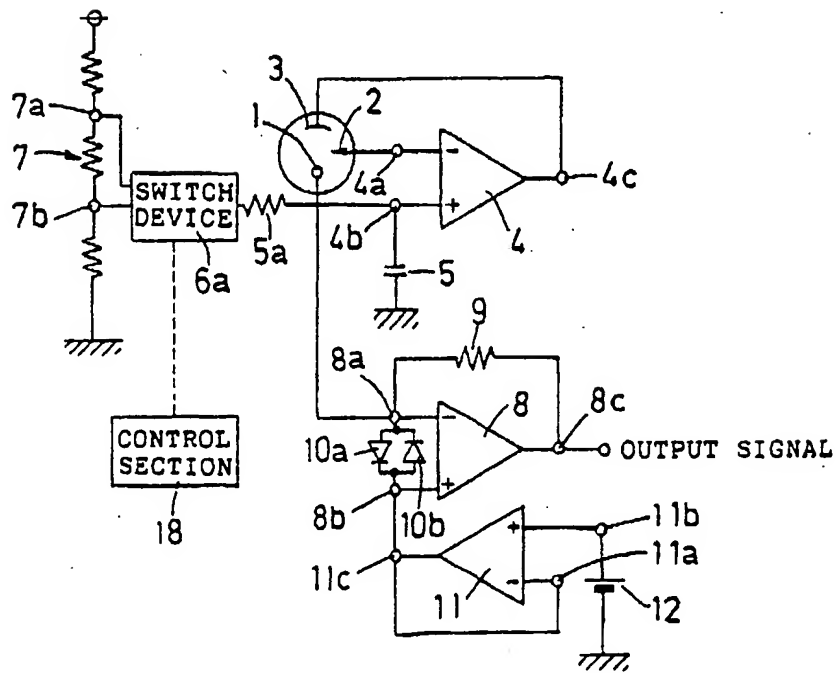 3
2
1
7a
7
7b
SWITCH
DEVICE
6a
5a
4a
4b
-
+
4
4c
5
9
8a
8
8c
-
+
10a
10b
8b
OUTPUT SIGNAL
CONTROL
SECTION
18
11c
11
+
-
11b
11a
12